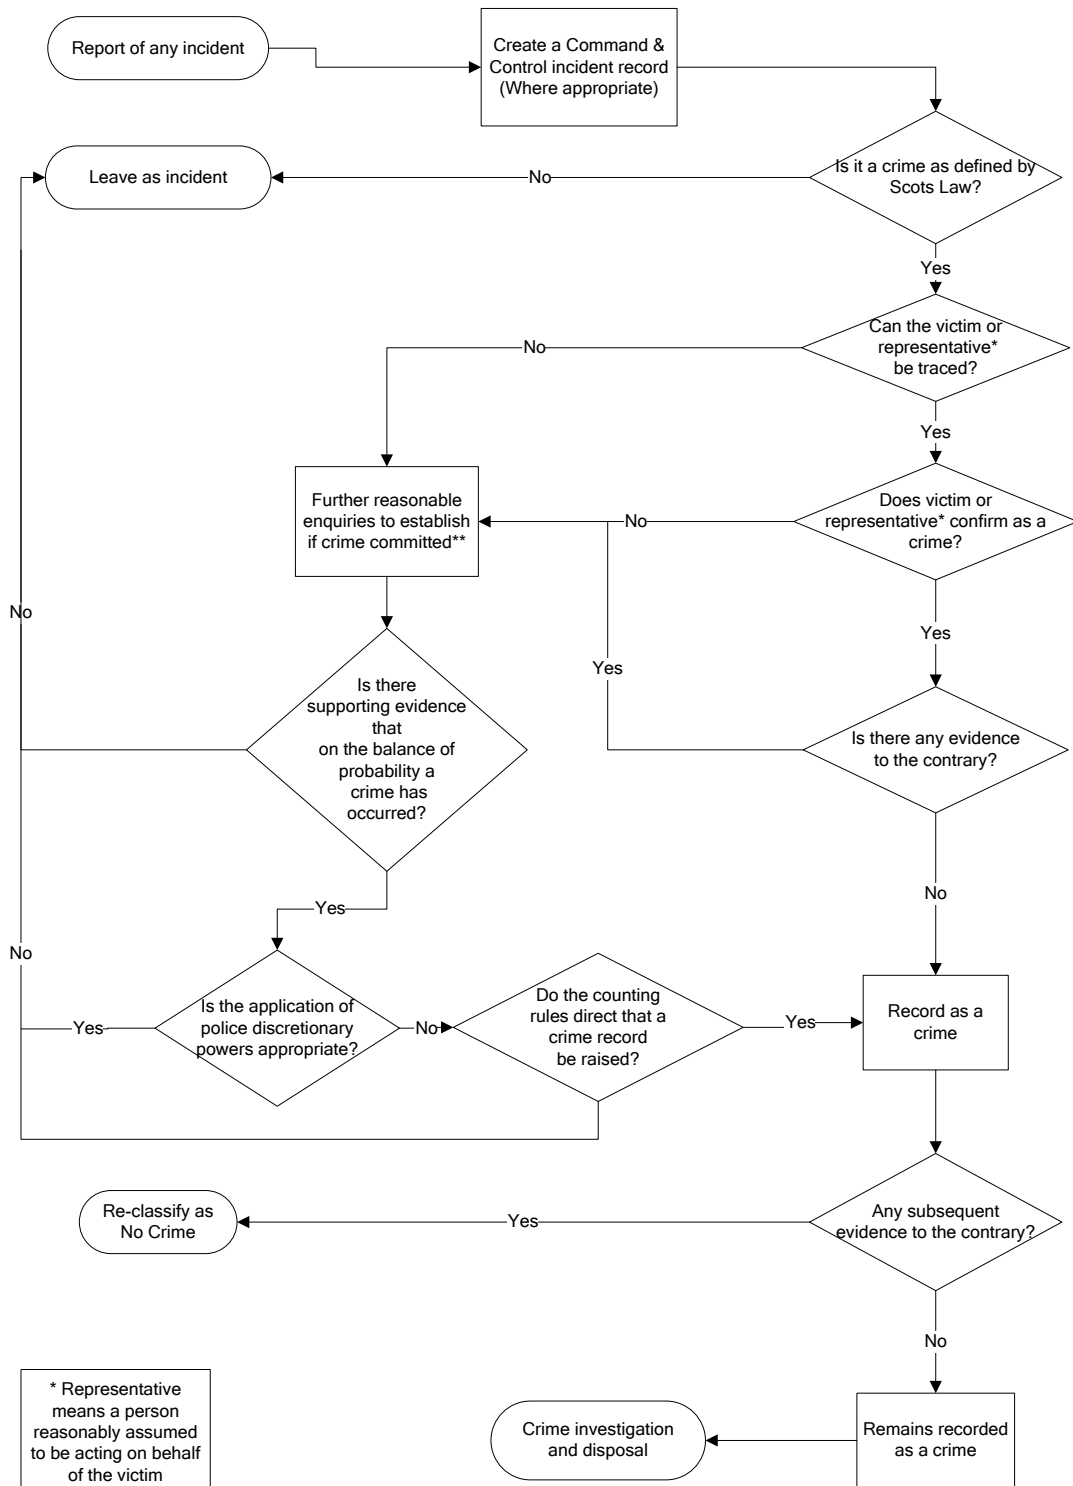 Report of any incident
Create a Command &
Control incident record
(Where appropriate)
Leave as incident
No
Is it a crime as defined by
Scots Law?
Yes
Can the victim or
representative*
be traced?
No
Yes
Further reasonable
enquiries to establish
if crime committed**
No
Does victim or
representative* confirm as a
crime?
No
Yes
Yes
Is there
supporting evidence
that
on the balance of
probability a
crime has
occurred?
Is there any evidence
to the contrary?
No
Yes
No
Yes
Is the application of
police discretionary
powers appropriate?
No
Do the counting
rules direct that a
crime record
be raised?
Yes
Record as a
crime
Re-classify as
No Crime
Yes
Any subsequent
evidence to the contrary?
No
* Representative
means a person
reasonably assumed
to be acting on behalf
of the victim
Crime investigation
and disposal
Remains recorded
as a crime